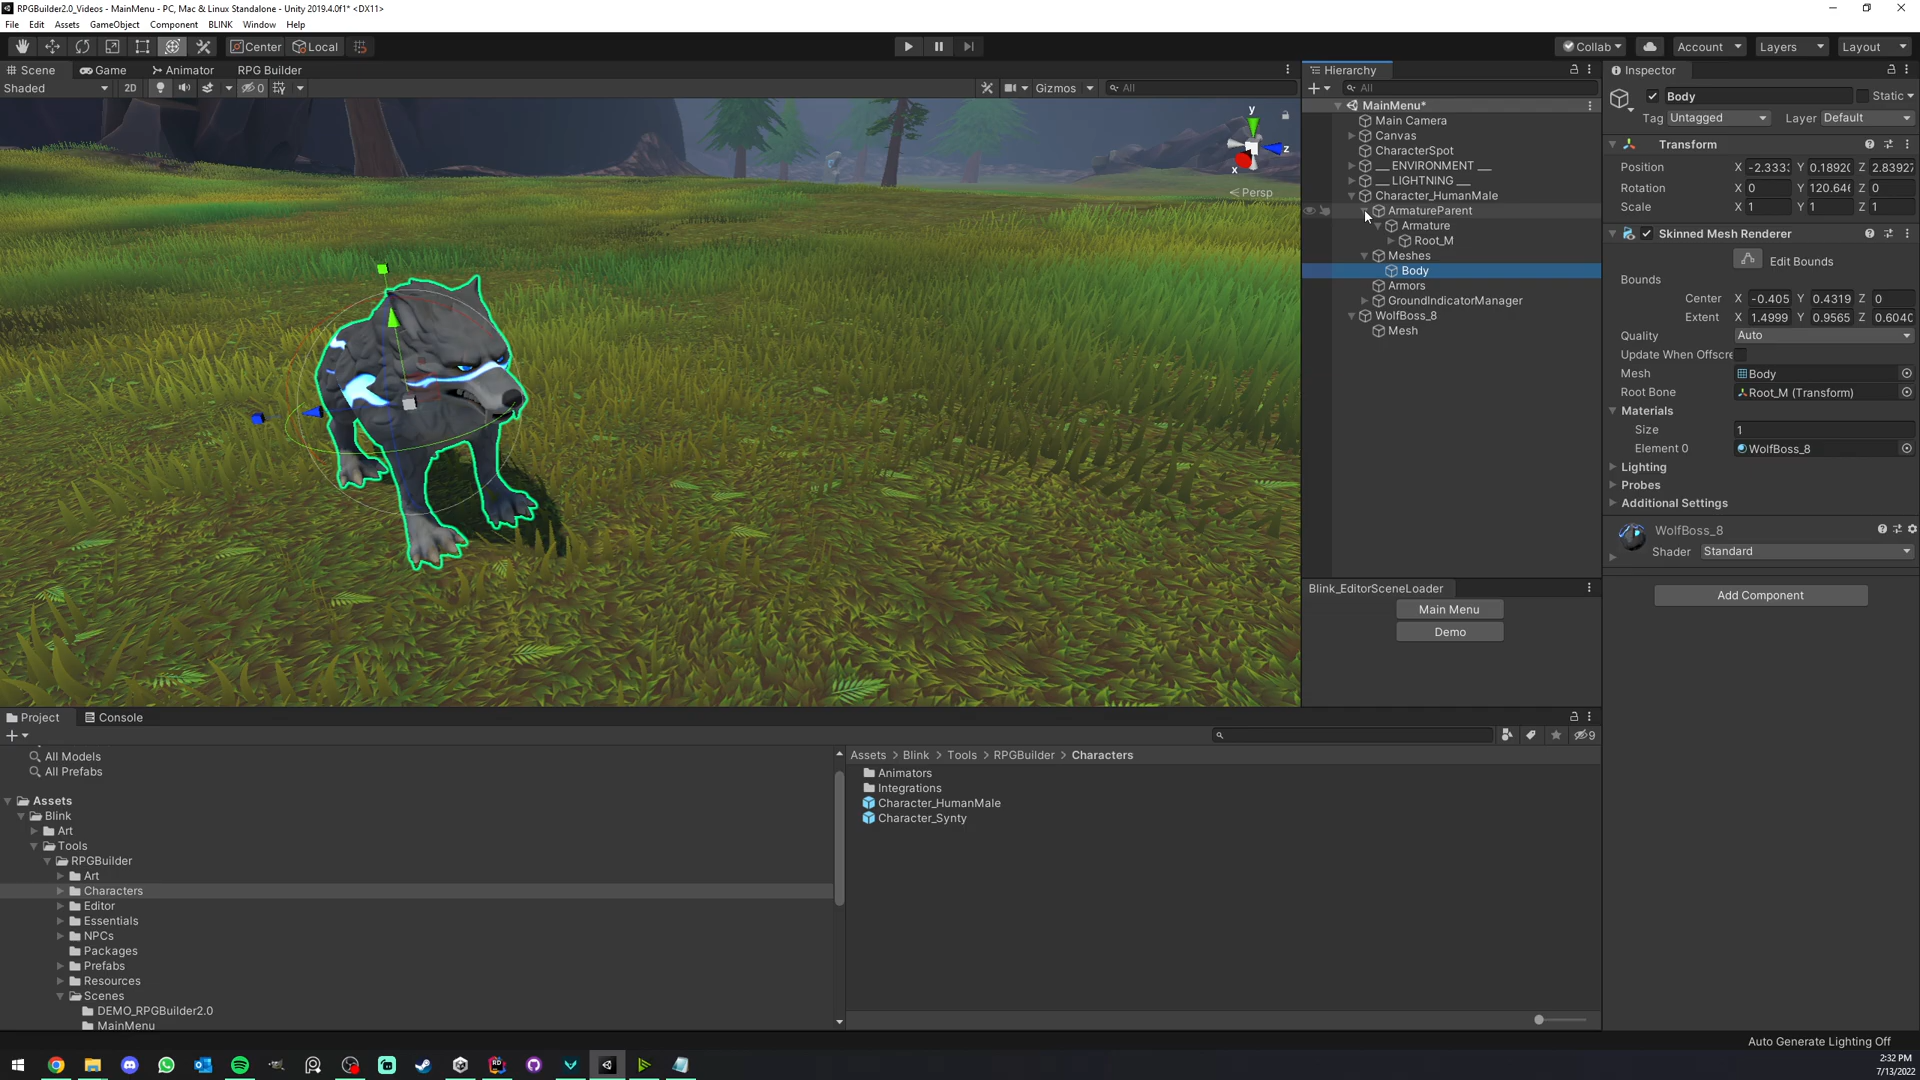 RPGBuilder2.0_Videos - MainMenu - PC, Mac & Linux Standalone - Unity 2019.4.0f1* <DX11>
File Edit Assets GameObject Component BLINK Window Help
Center Local Collab Account Layers Layout
Scene Game Animator RPG Builder
Shaded 2D 0 Gizmos All
y
z
x
Persp
Hierarchy
All
MainMenu*
Main Camera
Canvas
CharacterSpot
__ ENVIRONMENT __
__ LIGHTNING __
Character_HumanMale
ArmatureParent
Armature
Root_M
Meshes
Body
Armors
GroundIndicatorManager
WolfBoss_8
Mesh
Blink_EditorSceneLoader
Main Menu
Demo
Inspector
Body Static
Tag Untagged Layer Default
Transform
Position X -2.333 Y 0.1892 Z 2.8392
Rotation X 0 Y 120.64 Z 0
Scale X 1 Y 1 Z 1
Skinned Mesh Renderer
Edit Bounds
Bounds
Center X -0.405 Y 0.4319 Z 0
Extent X 1.4999 Y 0.9565 Z 0.604
Quality Auto
Update When Offscre
Mesh Body
Root Bone Root_M (Transform)
Materials
Size 1
Element 0 WolfBoss_8
Lighting
Probes
Additional Settings
WolfBoss_8
Shader Standard
Add Component
Project Console
9
All Models
All Prefabs
Assets
Blink
Art
Tools
RPGBuilder
Art
Characters
Editor
Essentials
NPCs
Packages
Prefabs
Resources
Scenes
DEMO_RPGBuilder2.0
MainMenu
Assets > Blink > Tools > RPGBuilder > Characters
Animators
Integrations
Character_HumanMale
Character_Synty
Auto Generate Lighting Off
2:32 PM
7/13/2022